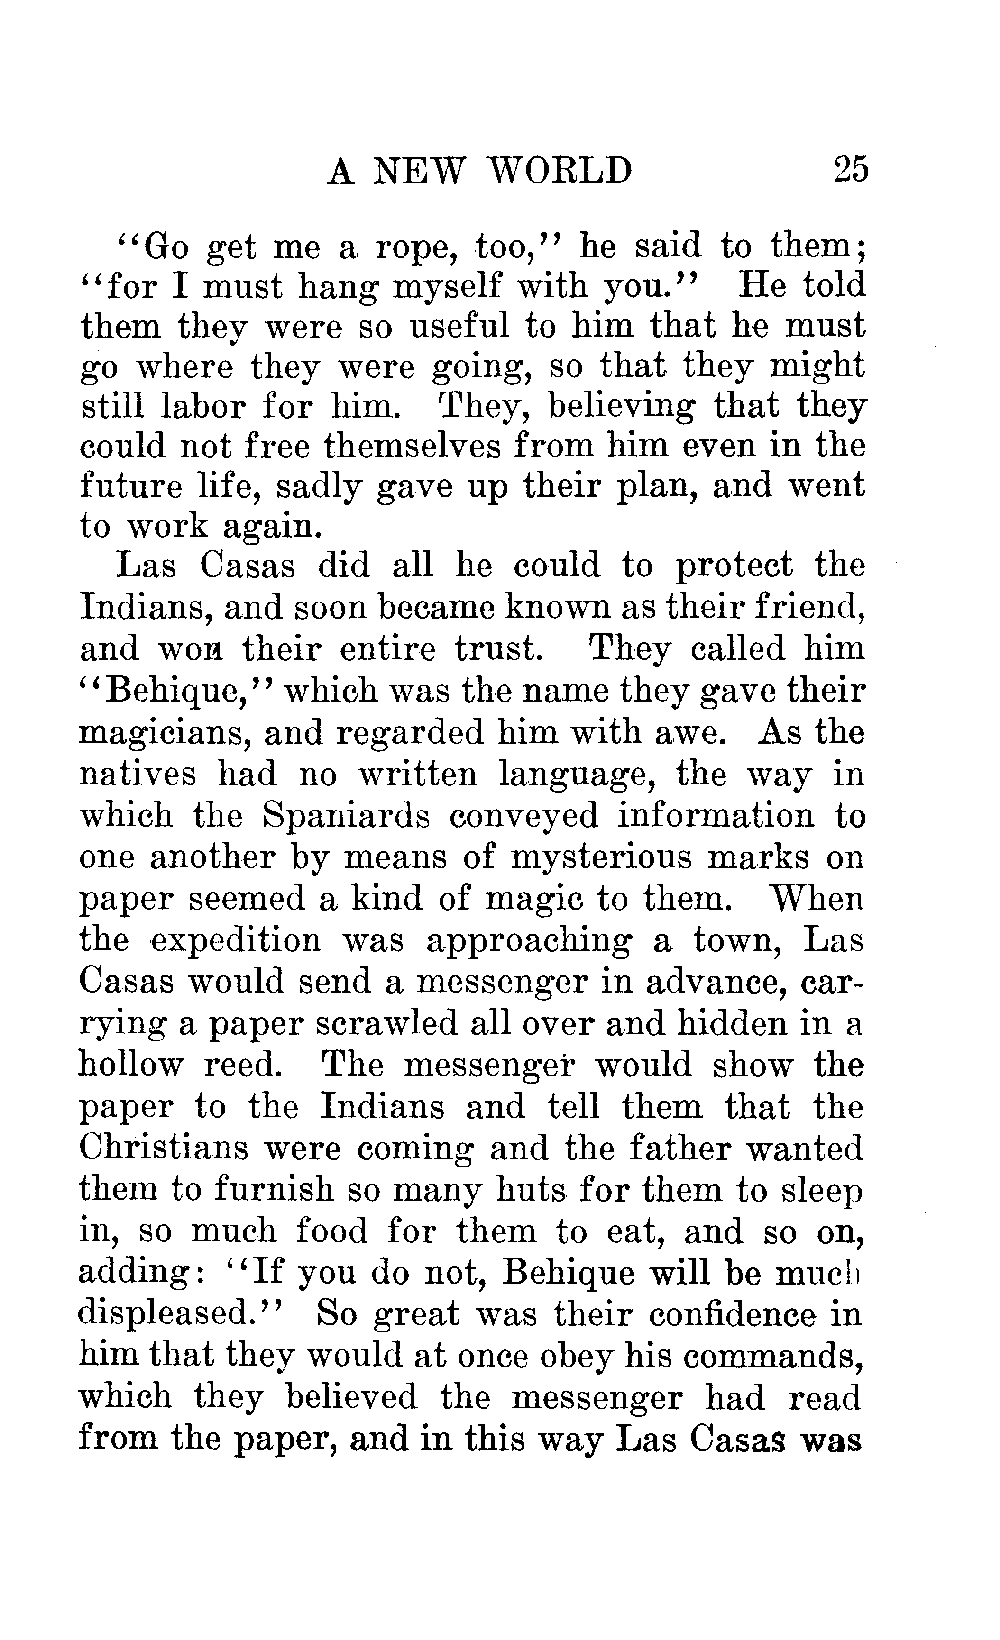 A NEW WORLD 25
“Go get me a rope, too,” he said to them;
“for I must hang myself with you.” He told
them they were so useful to him that he must
go where they were going, so that they might
still labor for him. They, believing that they
could not free themselves from him even in the
future life, sadly gave up their plan, and went
to work again.
Las Casas did all he could to protect the
Indians, and soon became known as their friend,
and won their entire trust. They called him
“Behique,” which was the name they gave their
magicians, and regarded him with awe. As the
natives had no written language, the way in
which the Spaniards conveyed information to
one another by means of mysterious marks on
paper seemed a kind of magic to them. When
the expedition was approaching a town, Las
Casas would send a messenger in advance, car-
rying a paper scrawled all over and hidden in a
hollow reed. The messenger would show the
paper to the Indians and tell them that the
Christians were coming and the father wanted
them to furnish so many huts for them to sleep
in, so much food for them to eat, and so on,
adding: “If you do not, Behique will be much
displeased.” So great was their confidence in
him that they would at once obey his commands,
which they believed the messenger had read
from the paper, and in this way Las Casas was